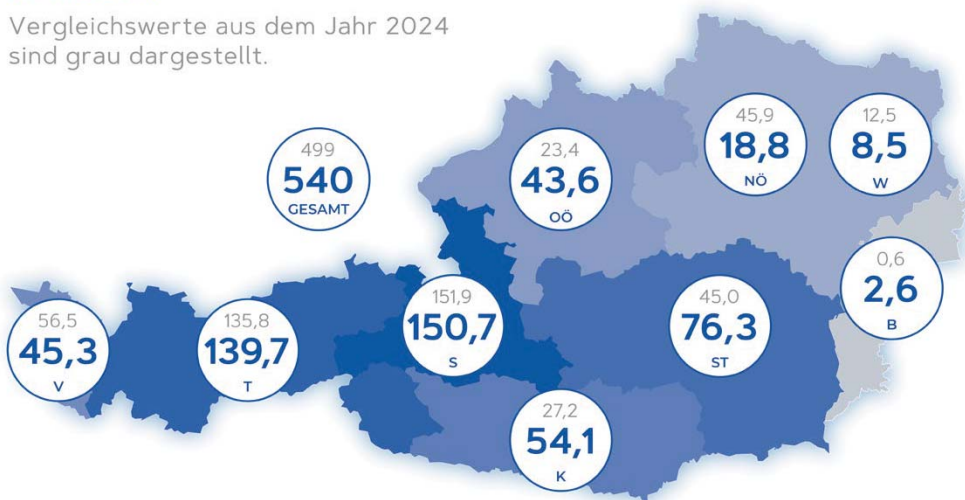 Vergleichswerte aus dem Jahr 2024
sind grau dargestellt.
499
540
GESAMT
23,4
43,6
OÖ
45,9
18,8
NÖ
12,5
8,5
W
0,6
2,6
B
56,5
45,3
V
135,8
139,7
T
151,9
150,7
S
45,0
76,3
ST
27,2
54,1
K